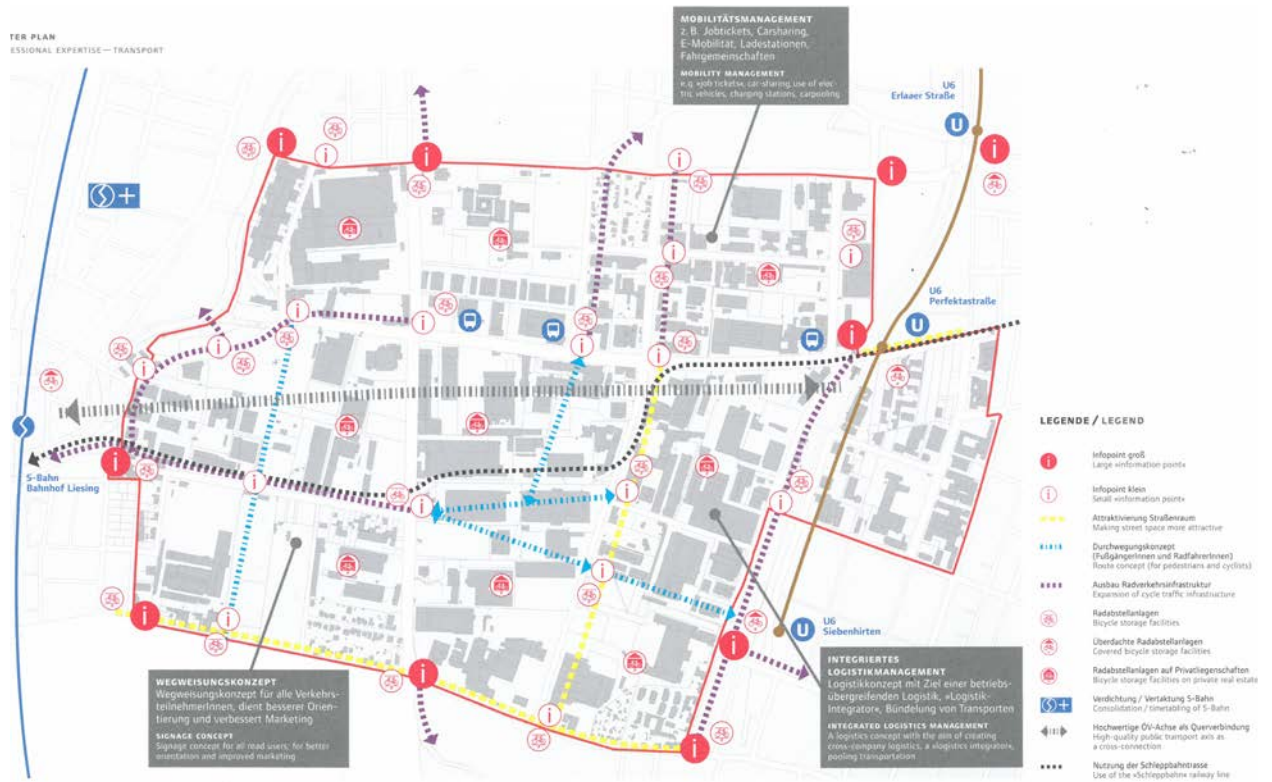 TER PLAN
ESSIONAL EXPERTISE — TRANSPORT
MOBILITÄTSMANAGEMENT
z. B. Jobtickets, Carsharing,
E-Mobilität, Ladestationen,
Fahrgemeinschaften
MOBILITY MANAGEMENT
e.g. »job tickets«, car-sharing, use of elec-
tric vehicles, charging stations, carpooling
U6
Erlaaer Straße
U
U6
Perfektastraße
U
S-Bahn
Bahnhof Liesing
U
U6
Siebenhirten
WEGWEISUNGSKONZEPT
Wegweisungskonzept für alle Verkehrs-
teilnehmerInnen, dient besserer Orien-
tierung und verbessert Marketing
SIGNAGE CONCEPT
Signage concept for all road users; for better
orientation and improved marketing
INTEGRIERTES
LOGISTIKMANAGEMENT
Logistikkonzept mit Ziel einer betriebs-
übergreifenden Logistik, »Logistik-
Integrator«, Bündelung von Transporten
INTEGRATED LOGISTICS MANAGEMENT
A logistics concept with the aim of creating
cross-company logistics, a »logistics integrator«,
pooling transportation
LEGENDE / LEGEND
Infopoint groß
Large »information point«
Infopoint klein
Small »information point«
Attraktivierung Straßenraum
Making street space more attractive
Durchwegungskonzept
(FußgängerInnen und RadfahrerInnen)
Route concept (for pedestrians and cyclists)
Ausbau Radverkehrsinfrastruktur
Expansion of cycle traffic infrastructure
Radabstellanlagen
Bicycle storage facilities
Überdachte Radabstellanlagen
Covered bicycle storage facilities
Radabstellanlagen auf Privatliegenschaften
Bicycle storage facilities on private real estate
Verdichtung / Vertaktung S-Bahn
Consolidation / timetabling of S-Bahn
Hochwertige ÖV-Achse als Querverbindung
High-quality public transport axis as
a cross-connection
Nutzung der Schleppbahntrasse
Use of the »Schleppbahn« railway line